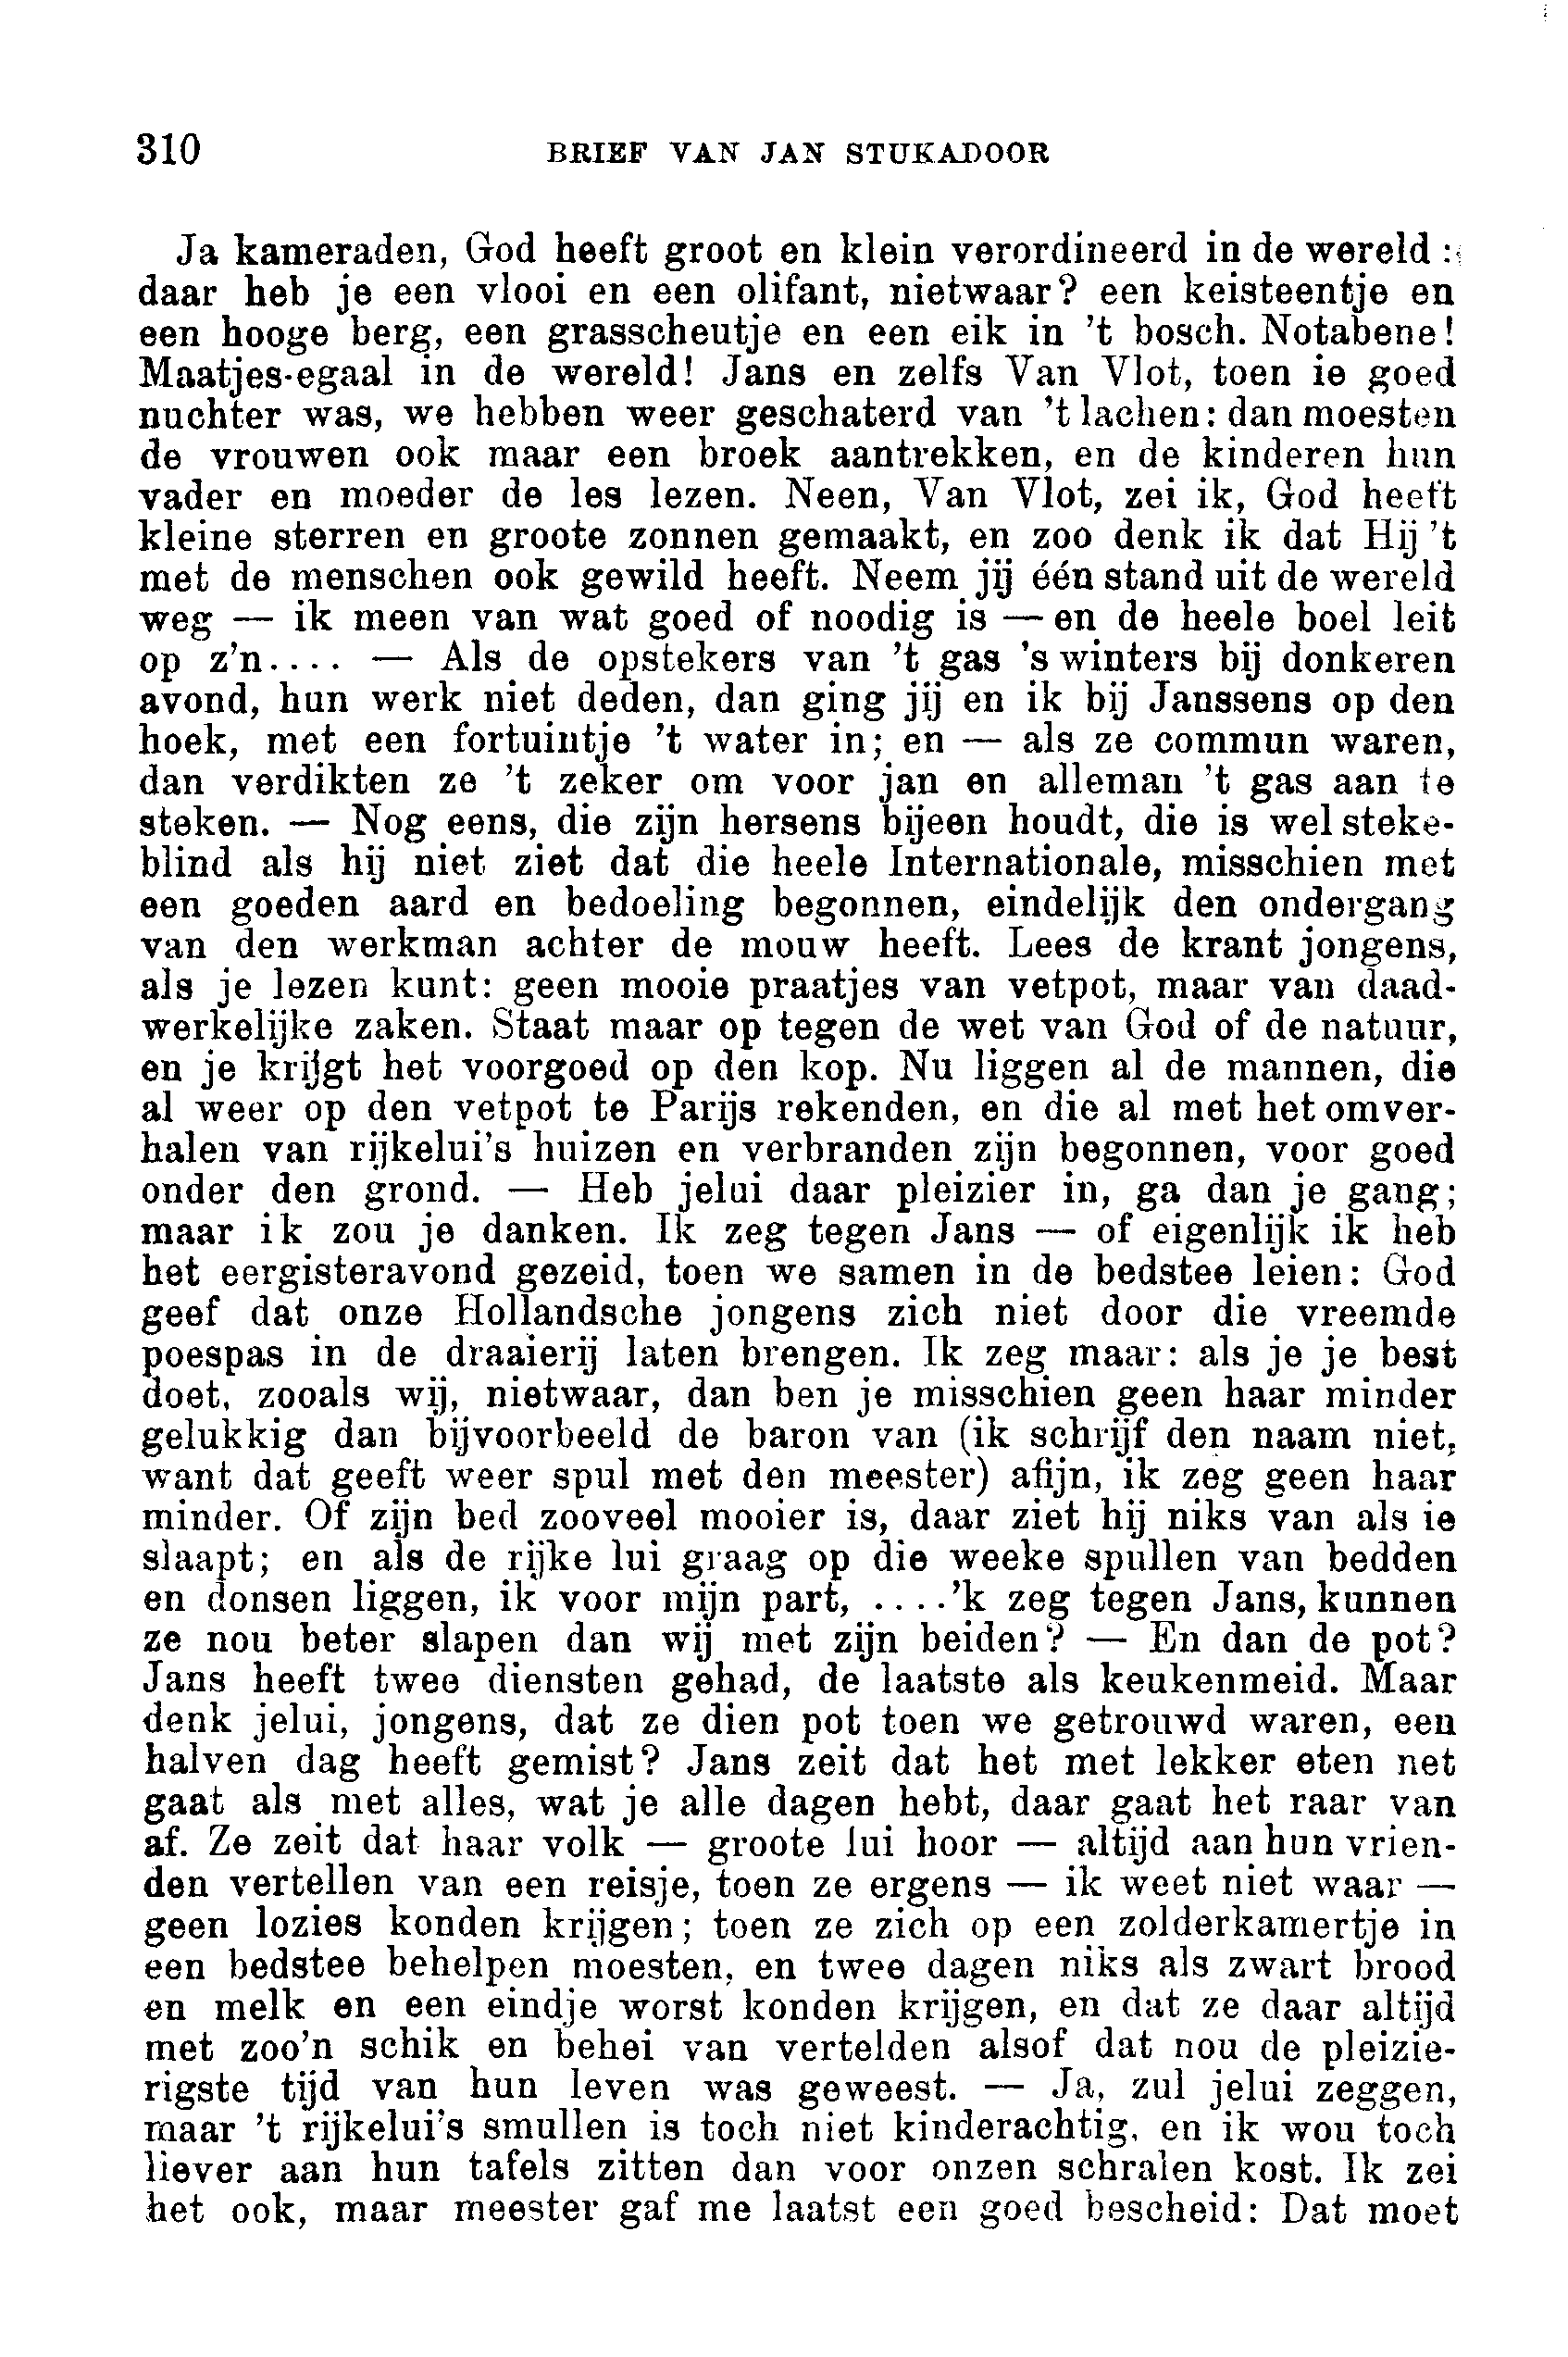 310 BRIEF VAN JAN STUKADOOR
Ja kameraden, God heeft groot en klein verordineerd in de wereld:
daar heb je een vlooi en een olifant, nietwaar? een keisteentje en
een hooge berg, een grasscheutje en een eik in 't bosch. Notabene!
Maatjes-egaal in de wereld! Jans en zelfs Van Vlot, toen ie goed
nuchter was, we hebben weer geschaterd van 't lachen: dan moesten
de vrouwen ook maar een broek aantrekken, en de kinderen hun
vader en moeder de les lezen. Neen, Van Vlot, zei ik, God heeft
kleine sterren en groote zonnen gemaakt, en zoo denk ik dat Hij 't
met de menschen ook gewild heeft. Neem jij één stand uit de wereld
weg — ik meen van wat goed of noodig is — en de heele boel leit
op z'n.... — Als de opstekers van 't gas 's winters bij donkeren
avond, hun werk niet deden, dan ging jij en ik bij Janssens op den
hoek, met een fortuintje 't water in; en — als ze commun waren,
dan verdikten ze 't zeker om voor jan en alleman 't gas aan te
steken. — Nog eens, die zijn hersens bijeen houdt, die is wel steke-
blind als hij niet ziet dat die heele Internationale, misschien met
een goeden aard en bedoeling begonnen, eindelijk den ondergang
van den werkman achter de mouw heeft. Lees de krant jongens,
als je lezen kunt: geen mooie praatjes van vetpot, maar van daad-
werkelijke zaken. Staat maar op tegen de wet van God of de natuur,
en je krijgt het voorgoed op den kop. Nu liggen al de mannen, die
al weer op den vetpot te Parijs rekenden, en die al met het omver-
halen van rijkelui's huizen en verbranden zijn begonnen, voor goed
onder den grond. — Heb jelui daar pleizier in, ga dan je gang;
maar ik zou je danken. Ik zeg tegen Jans — of eigenlijk ik heb
het eergisteravond gezeid, toen we samen in de bedstee leien: God
geef dat onze Hollandsche jongens zich niet door die vreemde
poespas in de draaierij laten brengen. Ik zeg maar: als je je best
doet, zooals wij, nietwaar, dan ben je misschien geen haar minder
gelukkig dan bijvoorbeeld de baron van (ik schrijf den naam niet,
want dat geeft weer spul met den meester) afijn, ik zeg geen haar
minder. Of zijn bed zooveel mooier is, daar ziet hij niks van als ie
slaapt; en als de rijke lui graag op die weeke spullen van bedden
en donsen liggen, ik voor mijn part, ....'k zeg tegen Jans, kunnen
ze nou beter slapen dan wij met zijn beiden? — En dan de pot?
Jans heeft twee diensten gehad, de laatste als keukenmeid. Maar
denk jelui, jongens, dat ze dien pot toen we getrouwd waren, een
halven dag heeft gemist? Jans zeit dat het met lekker eten net
gaat als met alles, wat je alle dagen hebt, daar gaat het raar van
af. Ze zeit dat haar volk — groote lui hoor — altijd aan hun vrien-
den vertellen van een reisje, toen ze ergens — ik weet niet waar —
geen lozies konden krijgen; toen ze zich op een zolderkamertje in
een bedstee behelpen moesten, en twee dagen niks als zwart brood
en melk en een eindje worst konden krijgen, en dat ze daar altijd
met zoo'n schik en behei van vertelden alsof dat nou de pleizie-
rigste tijd van hun leven was geweest. — Ja, zul jelui zeggen,
maar 't rijkelui's smullen is toch niet kinderachtig, en ik wou toch
liever aan hun tafels zitten dan voor onzen schralen kost. Ik zei
het ook, maar meester gaf me laatst een goed bescheid: Dat moet